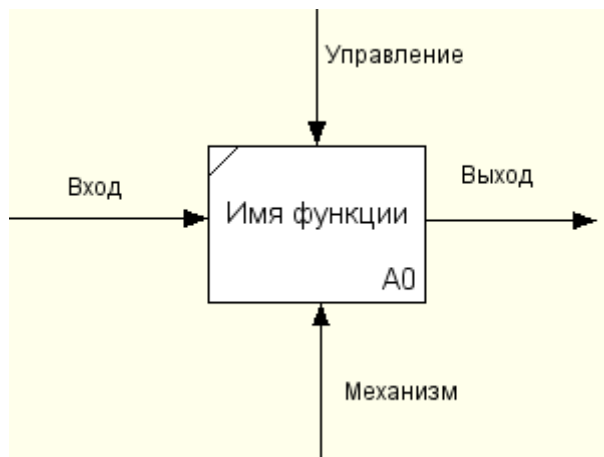 Управление
Вход
Выход
Имя функции
A0
Механизм